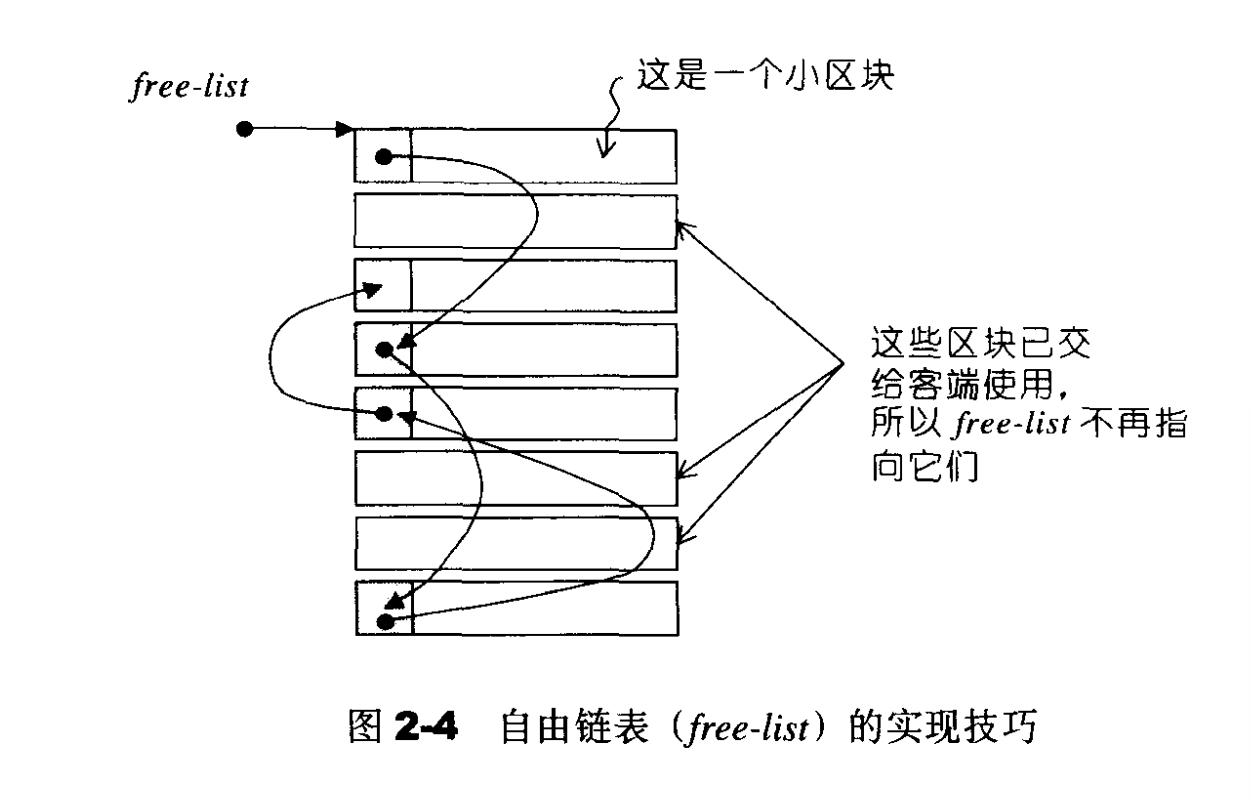 free-list
这是一个小区块
这些区块已交
给客端使用，
所以 free-list 不再指
向它们
图 2-4 自由链表（free-list）的实现技巧